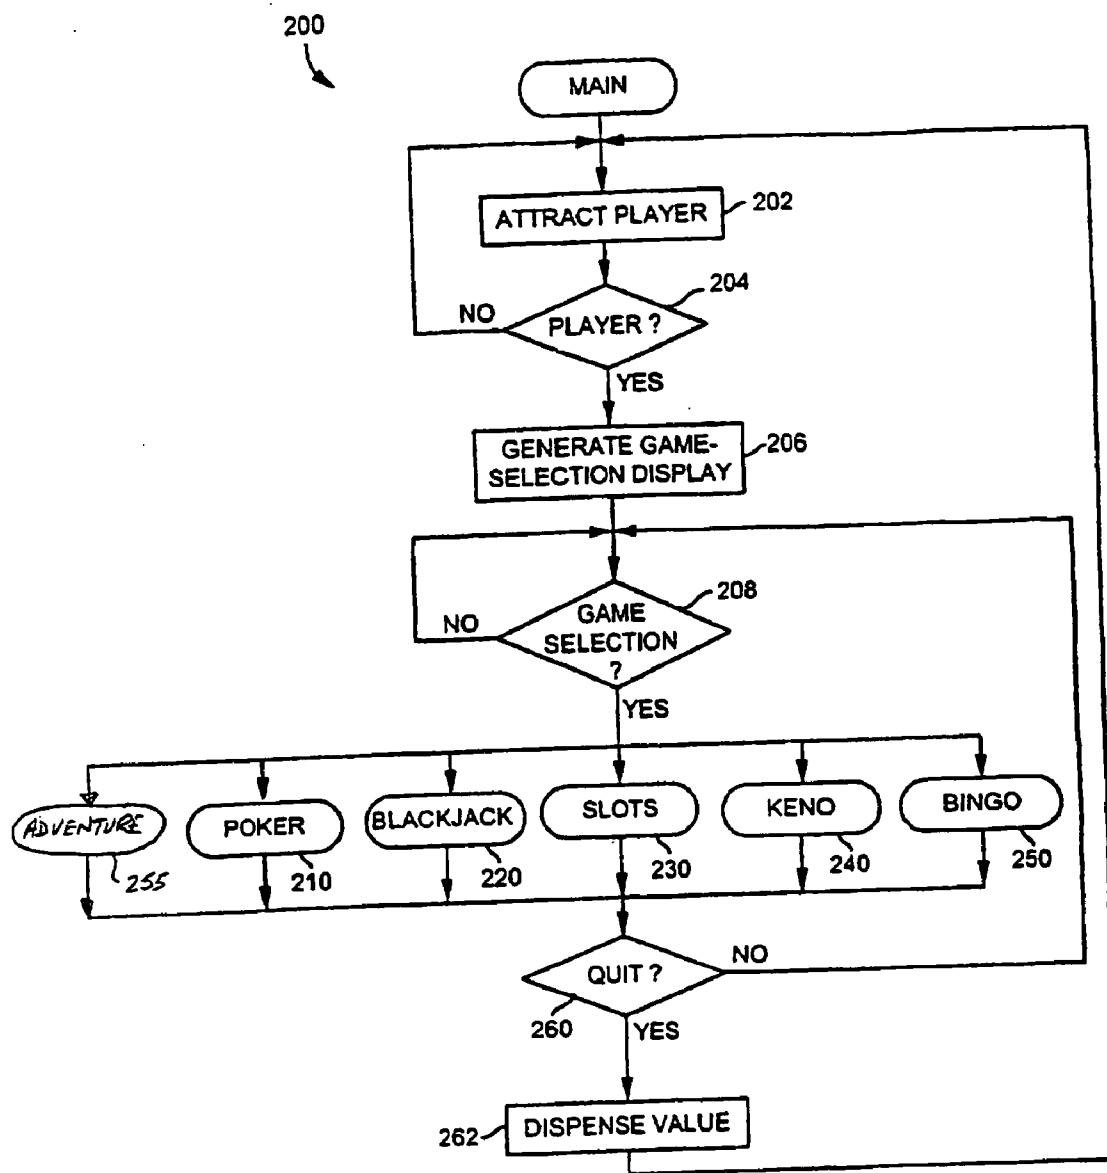 200
MAIN
ATTRACT PLAYER
202
204
NO
PLAYER ?
YES
GENERATE GAME-
SELECTION DISPLAY
206
208
NO
GAME
SELECTION
?
YES
ADVENTURE
POKER
BLACKJACK
SLOTS
KENO
BINGO
255
210
220
230
240
250
QUIT ?
NO
260
YES
262
DISPENSE VALUE